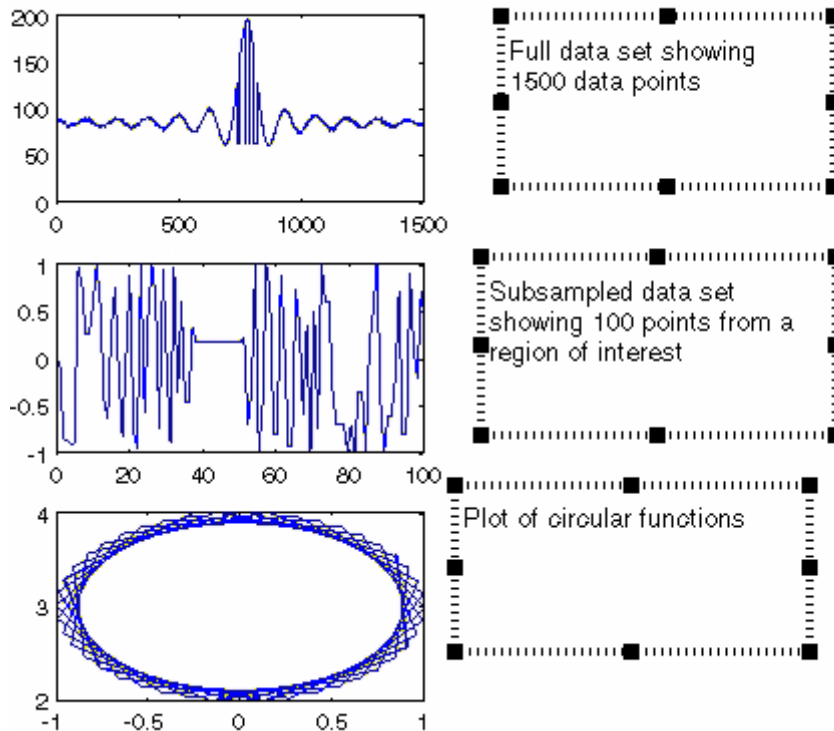 200
150
100
50
0
0 500 1000 1500
Full data set showing
1500 data points
1
0.5
0
-0.5
-1
0 20 40 60 80 100
Subsampled data set
showing 100 points from a
region of interest
4
3
2
-1 -0.5 0 0.5 1
Plot of circular functions